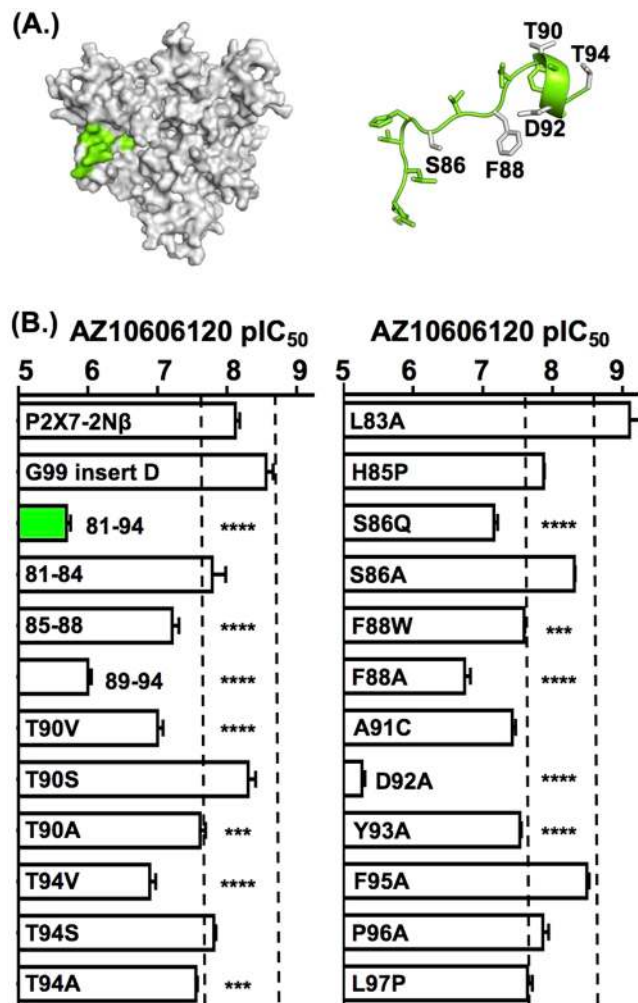 (A.)
T90
T94
D92
S86
F88
(B.)
AZ10606120 pIC50
5 6 7 8 9
P2X7-2Nβ
G99 insert D
81-94 ****
81-84
85-88 ****
89-94 ****
T90V ****
T90S
T90A ***
T94V ****
T94S
T94A ***
AZ10606120 pIC50
5 6 7 8 9
L83A
H85P
S86Q ****
S86A
F88W ***
F88A ****
A91C
D92A ****
Y93A ****
F95A
P96A
L97P